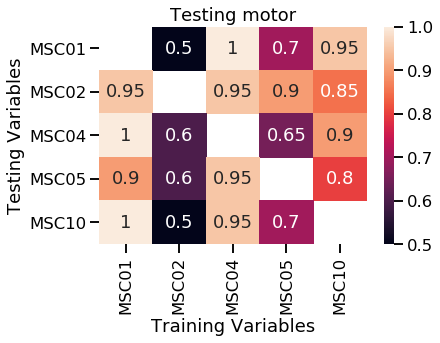 Testing motor
Testing Variables
MSC01 0.5 1 0.7 0.95
MSC02 0.95 0.95 0.9 0.85
MSC04 1 0.6 0.65 0.9
MSC05 0.9 0.6 0.95 0.8
MSC10 1 0.5 0.95 0.7
MSC01 MSC02 MSC04 MSC05 MSC10
Training Variables
1.0
0.9
0.8
0.7
0.6
0.5